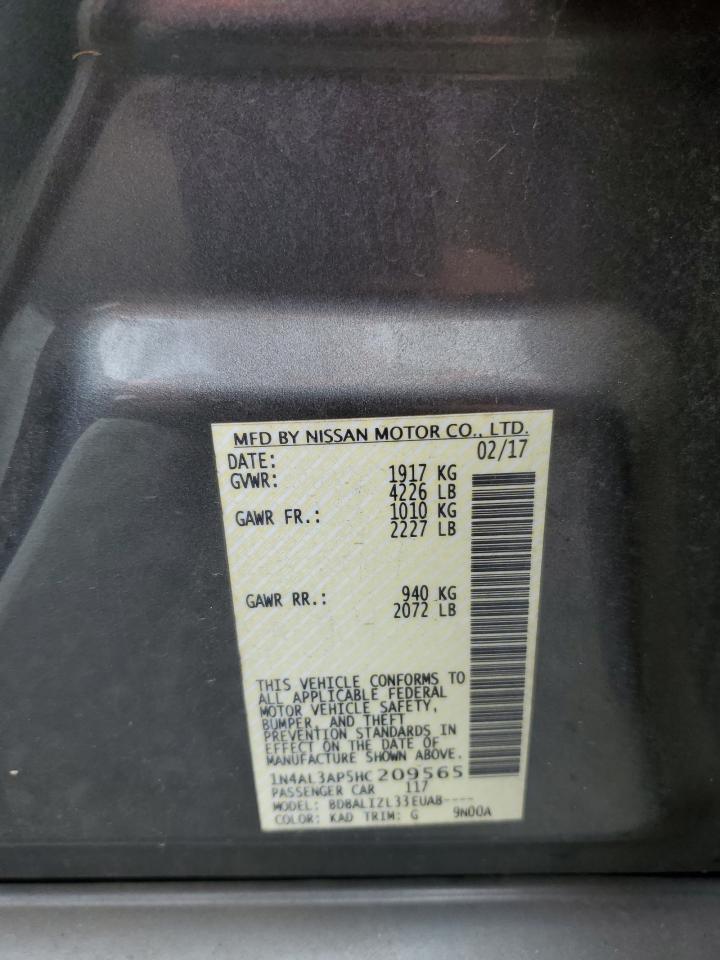 MFD BY NISSAN MOTOR CO., LTD.
DATE: 02/17
GVWR: 1917 KG
4226 LB
GAWR FR.: 1010 KG
2227 LB
GAWR RR.: 940 KG
2072 LB
THIS VEHICLE CONFORMS TO
ALL APPLICABLE FEDERAL
MOTOR VEHICLE SAFETY,
BUMPER, AND THEFT
PREVENTION STANDARDS IN
EFFECT ON THE DATE OF
MANUFACTURE SHOWN ABOVE.
1N4AL3AP5HC 209565
PASSENGER CAR 117
MODEL: BDBALIZL33EUAB----
COLOR: KAD TRIM: G 9N00A